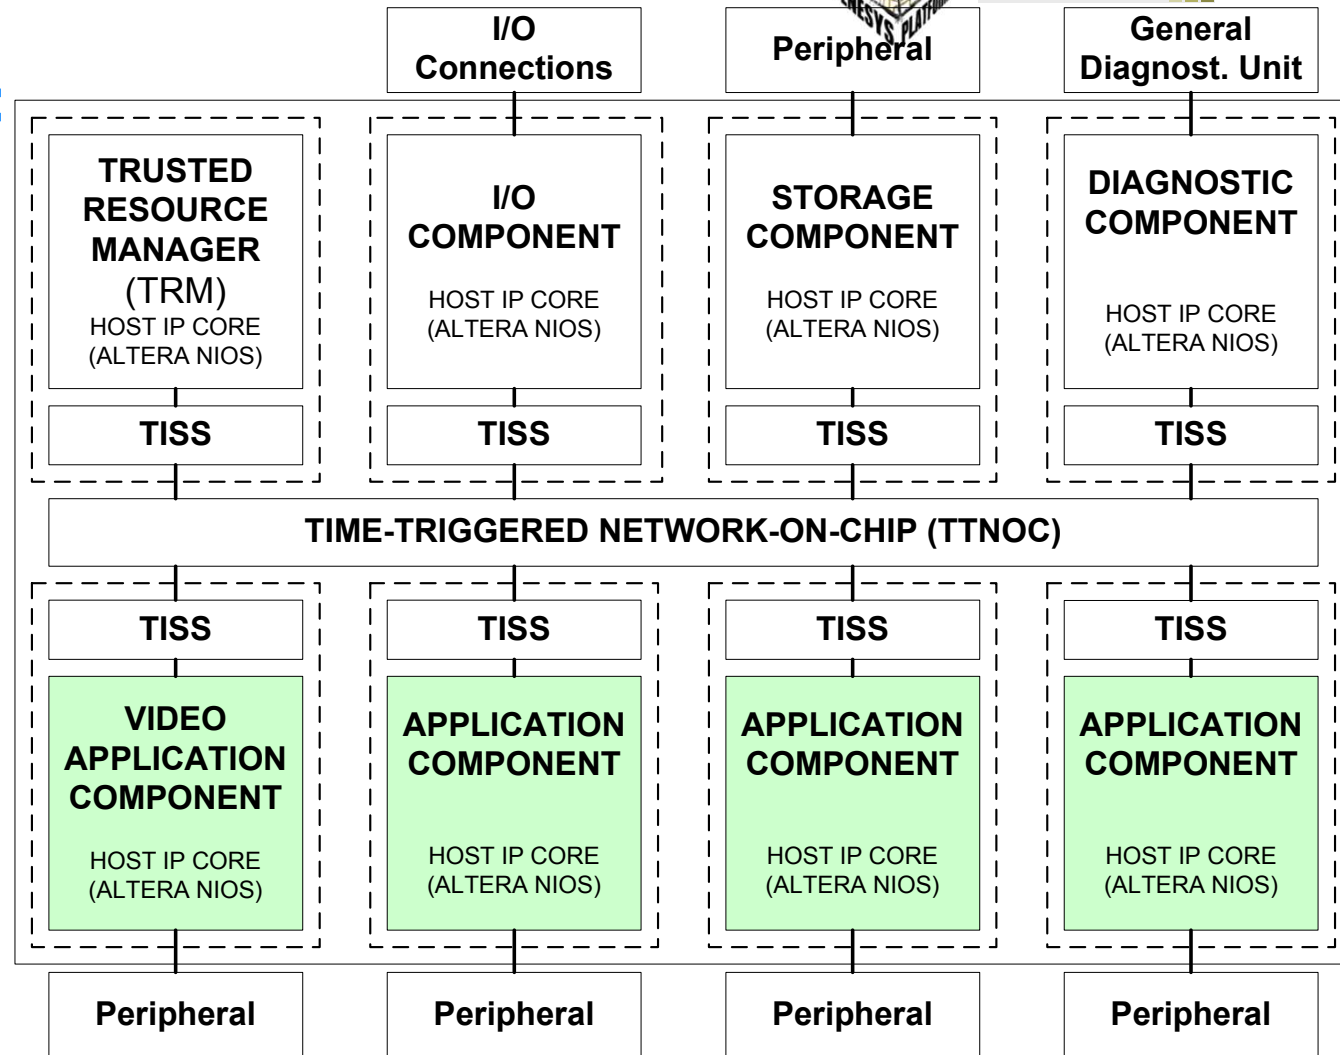 GENESYS PLATFORM
I/O
Connections
Peripheral
General
Diagnost. Unit
TRUSTED
RESOURCE
MANAGER
(TRM)
HOST IP CORE
(ALTERA NIOS)
I/O
COMPONENT
HOST IP CORE
(ALTERA NIOS)
STORAGE
COMPONENT
HOST IP CORE
(ALTERA NIOS)
DIAGNOSTIC
COMPONENT
HOST IP CORE
(ALTERA NIOS)
TISS
TISS
TISS
TISS
TIME-TRIGGERED NETWORK-ON-CHIP (TTNOC)
TISS
TISS
TISS
TISS
VIDEO
APPLICATION
COMPONENT
HOST IP CORE
(ALTERA NIOS)
APPLICATION
COMPONENT
HOST IP CORE
(ALTERA NIOS)
APPLICATION
COMPONENT
HOST IP CORE
(ALTERA NIOS)
APPLICATION
COMPONENT
HOST IP CORE
(ALTERA NIOS)
Peripheral
Peripheral
Peripheral
Peripheral